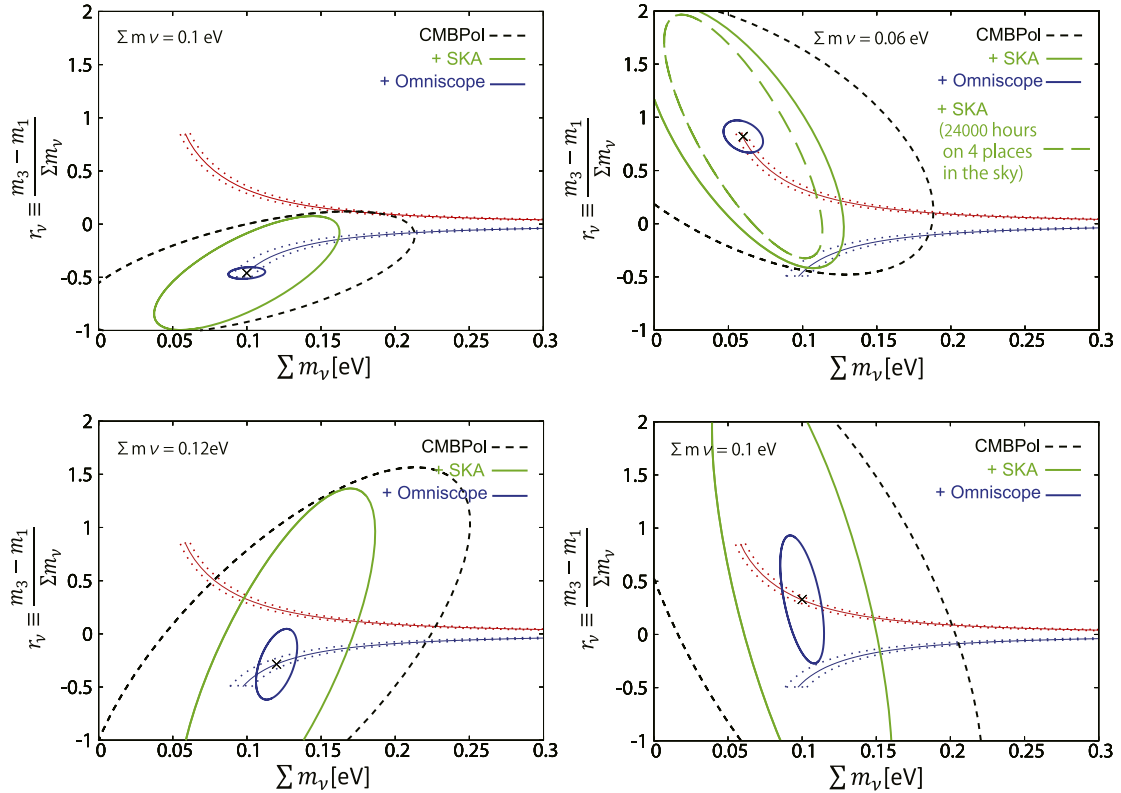 Σ m ν = 0.1 eV
CMBPol
+ SKA
+ Omniscope
r_ν ≡ (m_3 − m_1)/(Σm_ν)
2
1.5
1
0.5
0
-0.5
-1
0
0.05
0.1
0.15
0.2
0.25
0.3
∑ m_ν [eV]
Σ m ν = 0.06 eV
CMBPol
+ SKA
+ Omniscope
+ SKA
(24000 hours
on 4 places
in the sky)
r_ν ≡ (m_3 − m_1)/(Σm_ν)
2
1.5
1
0.5
0
-0.5
-1
0
0.05
0.1
0.15
0.2
0.25
0.3
∑ m_ν [eV]
Σ m ν = 0.12eV
CMBPol
+ SKA
+ Omniscope
r_ν ≡ (m_3 − m_1)/(Σm_ν)
2
1.5
1
0.5
0
-0.5
-1
0
0.05
0.1
0.15
0.2
0.25
0.3
∑ m_ν [eV]
Σ m ν = 0.1 eV
CMBPol
+ SKA
+ Omniscope
r_ν ≡ (m_3 − m_1)/(Σm_ν)
2
1.5
1
0.5
0
-0.5
-1
0
0.05
0.1
0.15
0.2
0.25
0.3
∑ m_ν [eV]